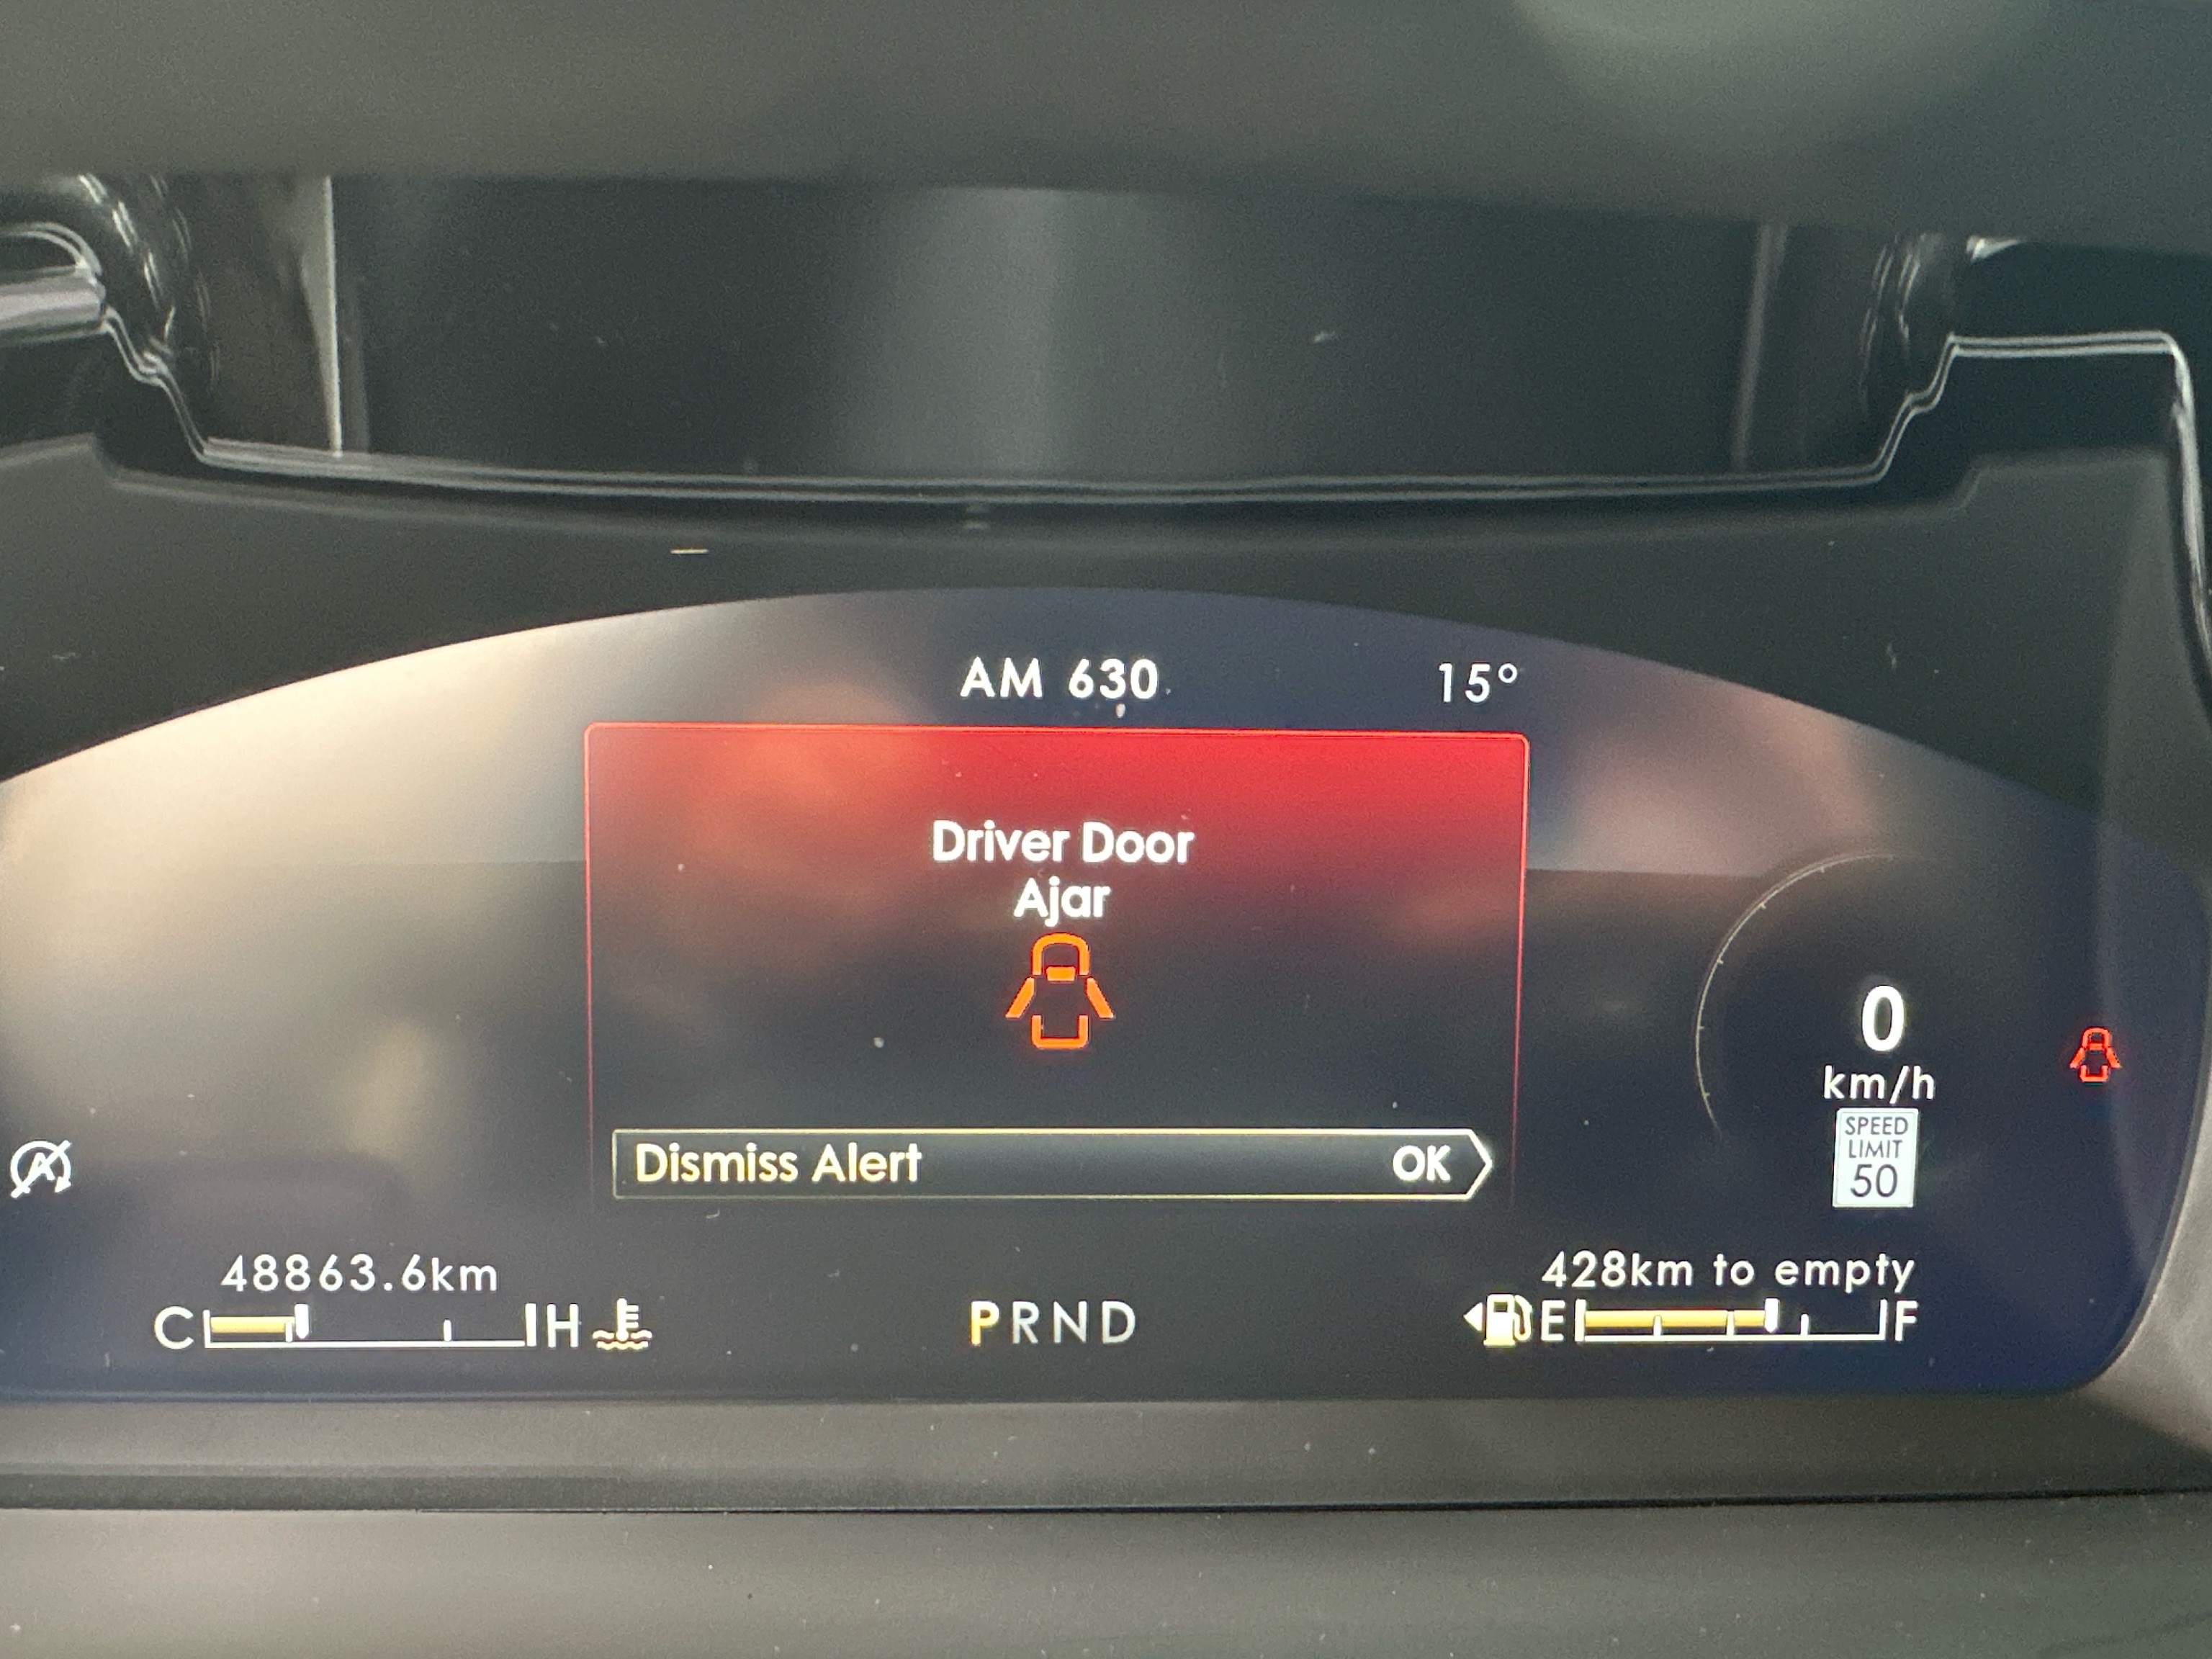 AM 630
15°
Driver Door
Ajar
Dismiss Alert OK
0
km/h
SPEED
LIMIT
50
A
48863.6km
428km to empty
C H
PRND
E F